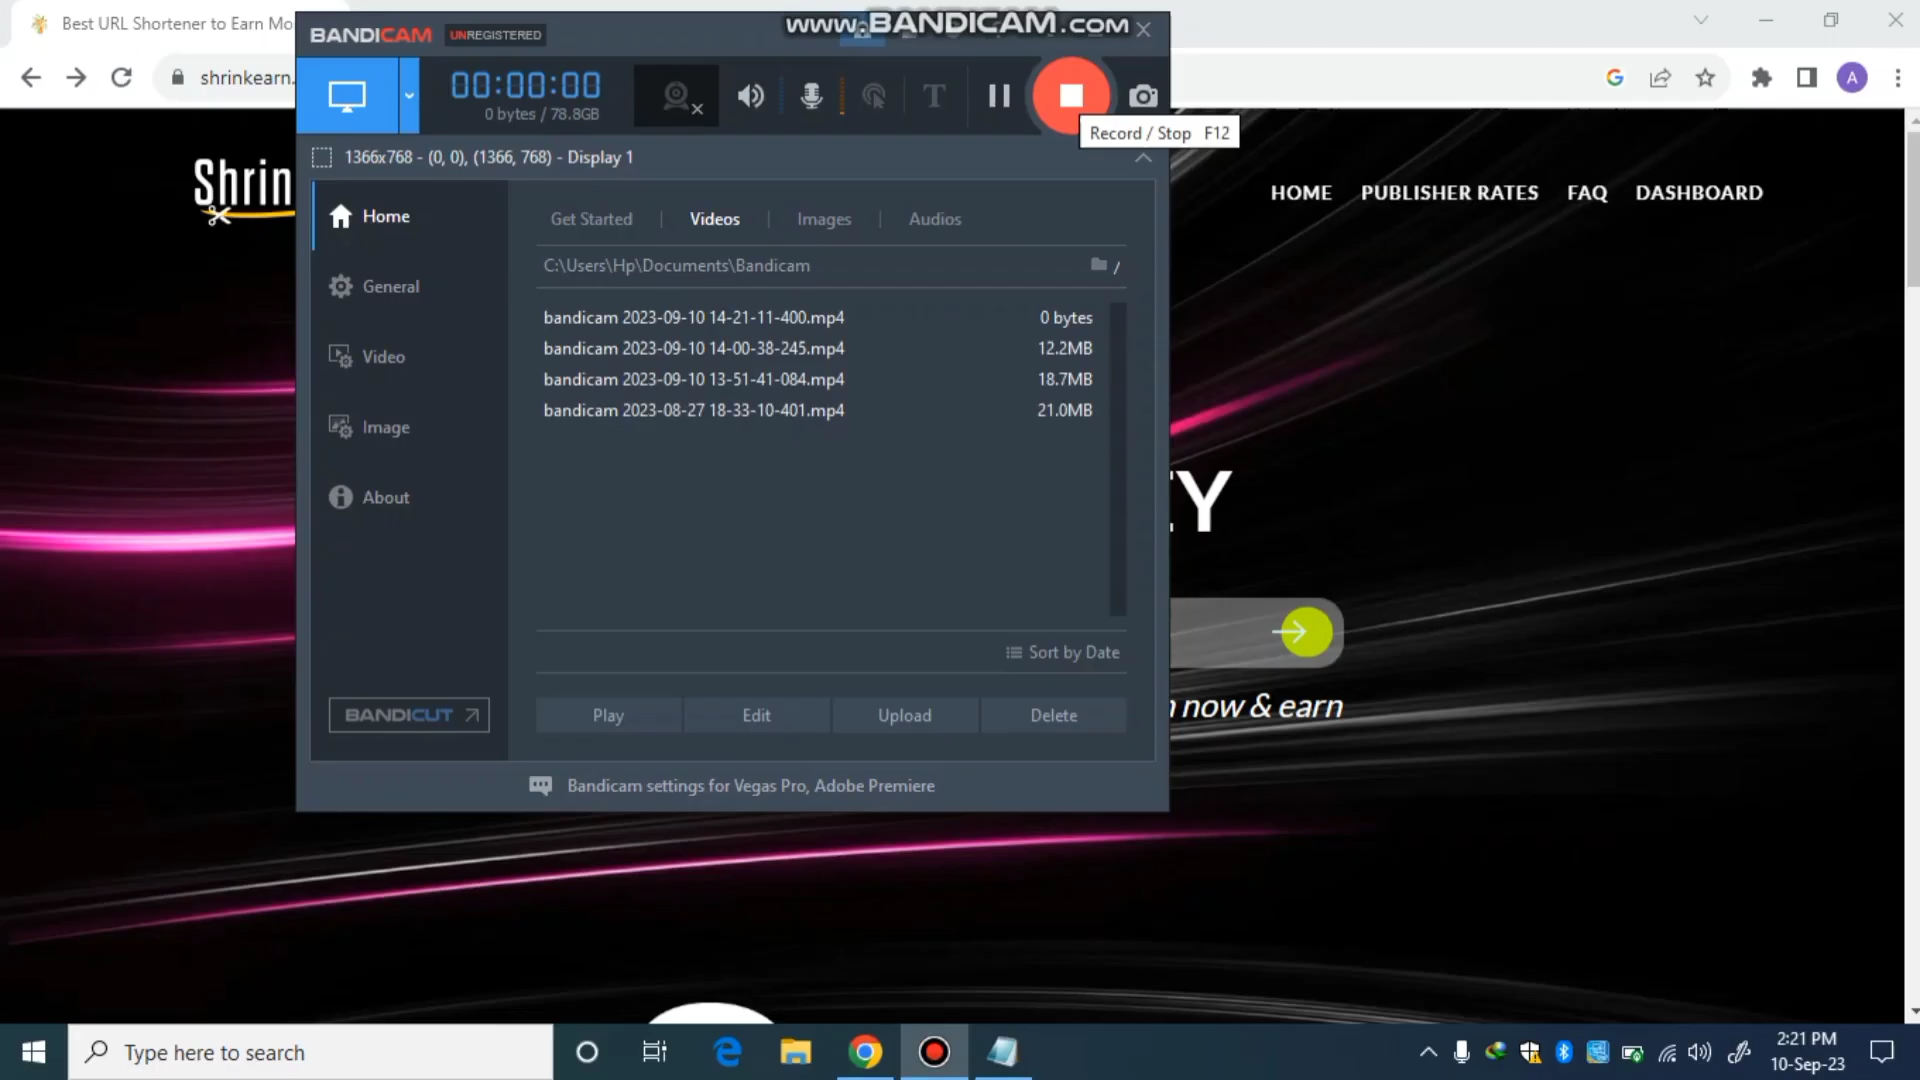 Best URL Shortener to Earn Mo
BANDICAM
UNREGISTERED
www.BANDICAM.com
shrinkearn.
00:00:00
0 bytes / 78.8GB
T
A
Record / Stop F12
1366x768 - (0, 0), (1366, 768) - Display 1
Shrin
HOME
PUBLISHER RATES
FAQ
DASHBOARD
Home
General
Video
Image
About
BANDICUT
Get Started
Videos
Images
Audios
C:\Users\Hp\Documents\Bandicam
/
bandicam 2023-09-10 14-21-11-400.mp4 0 bytes
bandicam 2023-09-10 14-00-38-245.mp4 12.2MB
bandicam 2023-09-10 13-51-41-084.mp4 18.7MB
bandicam 2023-08-27 18-33-10-401.mp4 21.0MB
Sort by Date
Play
Edit
Upload
Delete
Bandicam settings for Vegas Pro, Adobe Premiere
Y
now & earn
Type here to search
2:21 PM
10-Sep-23